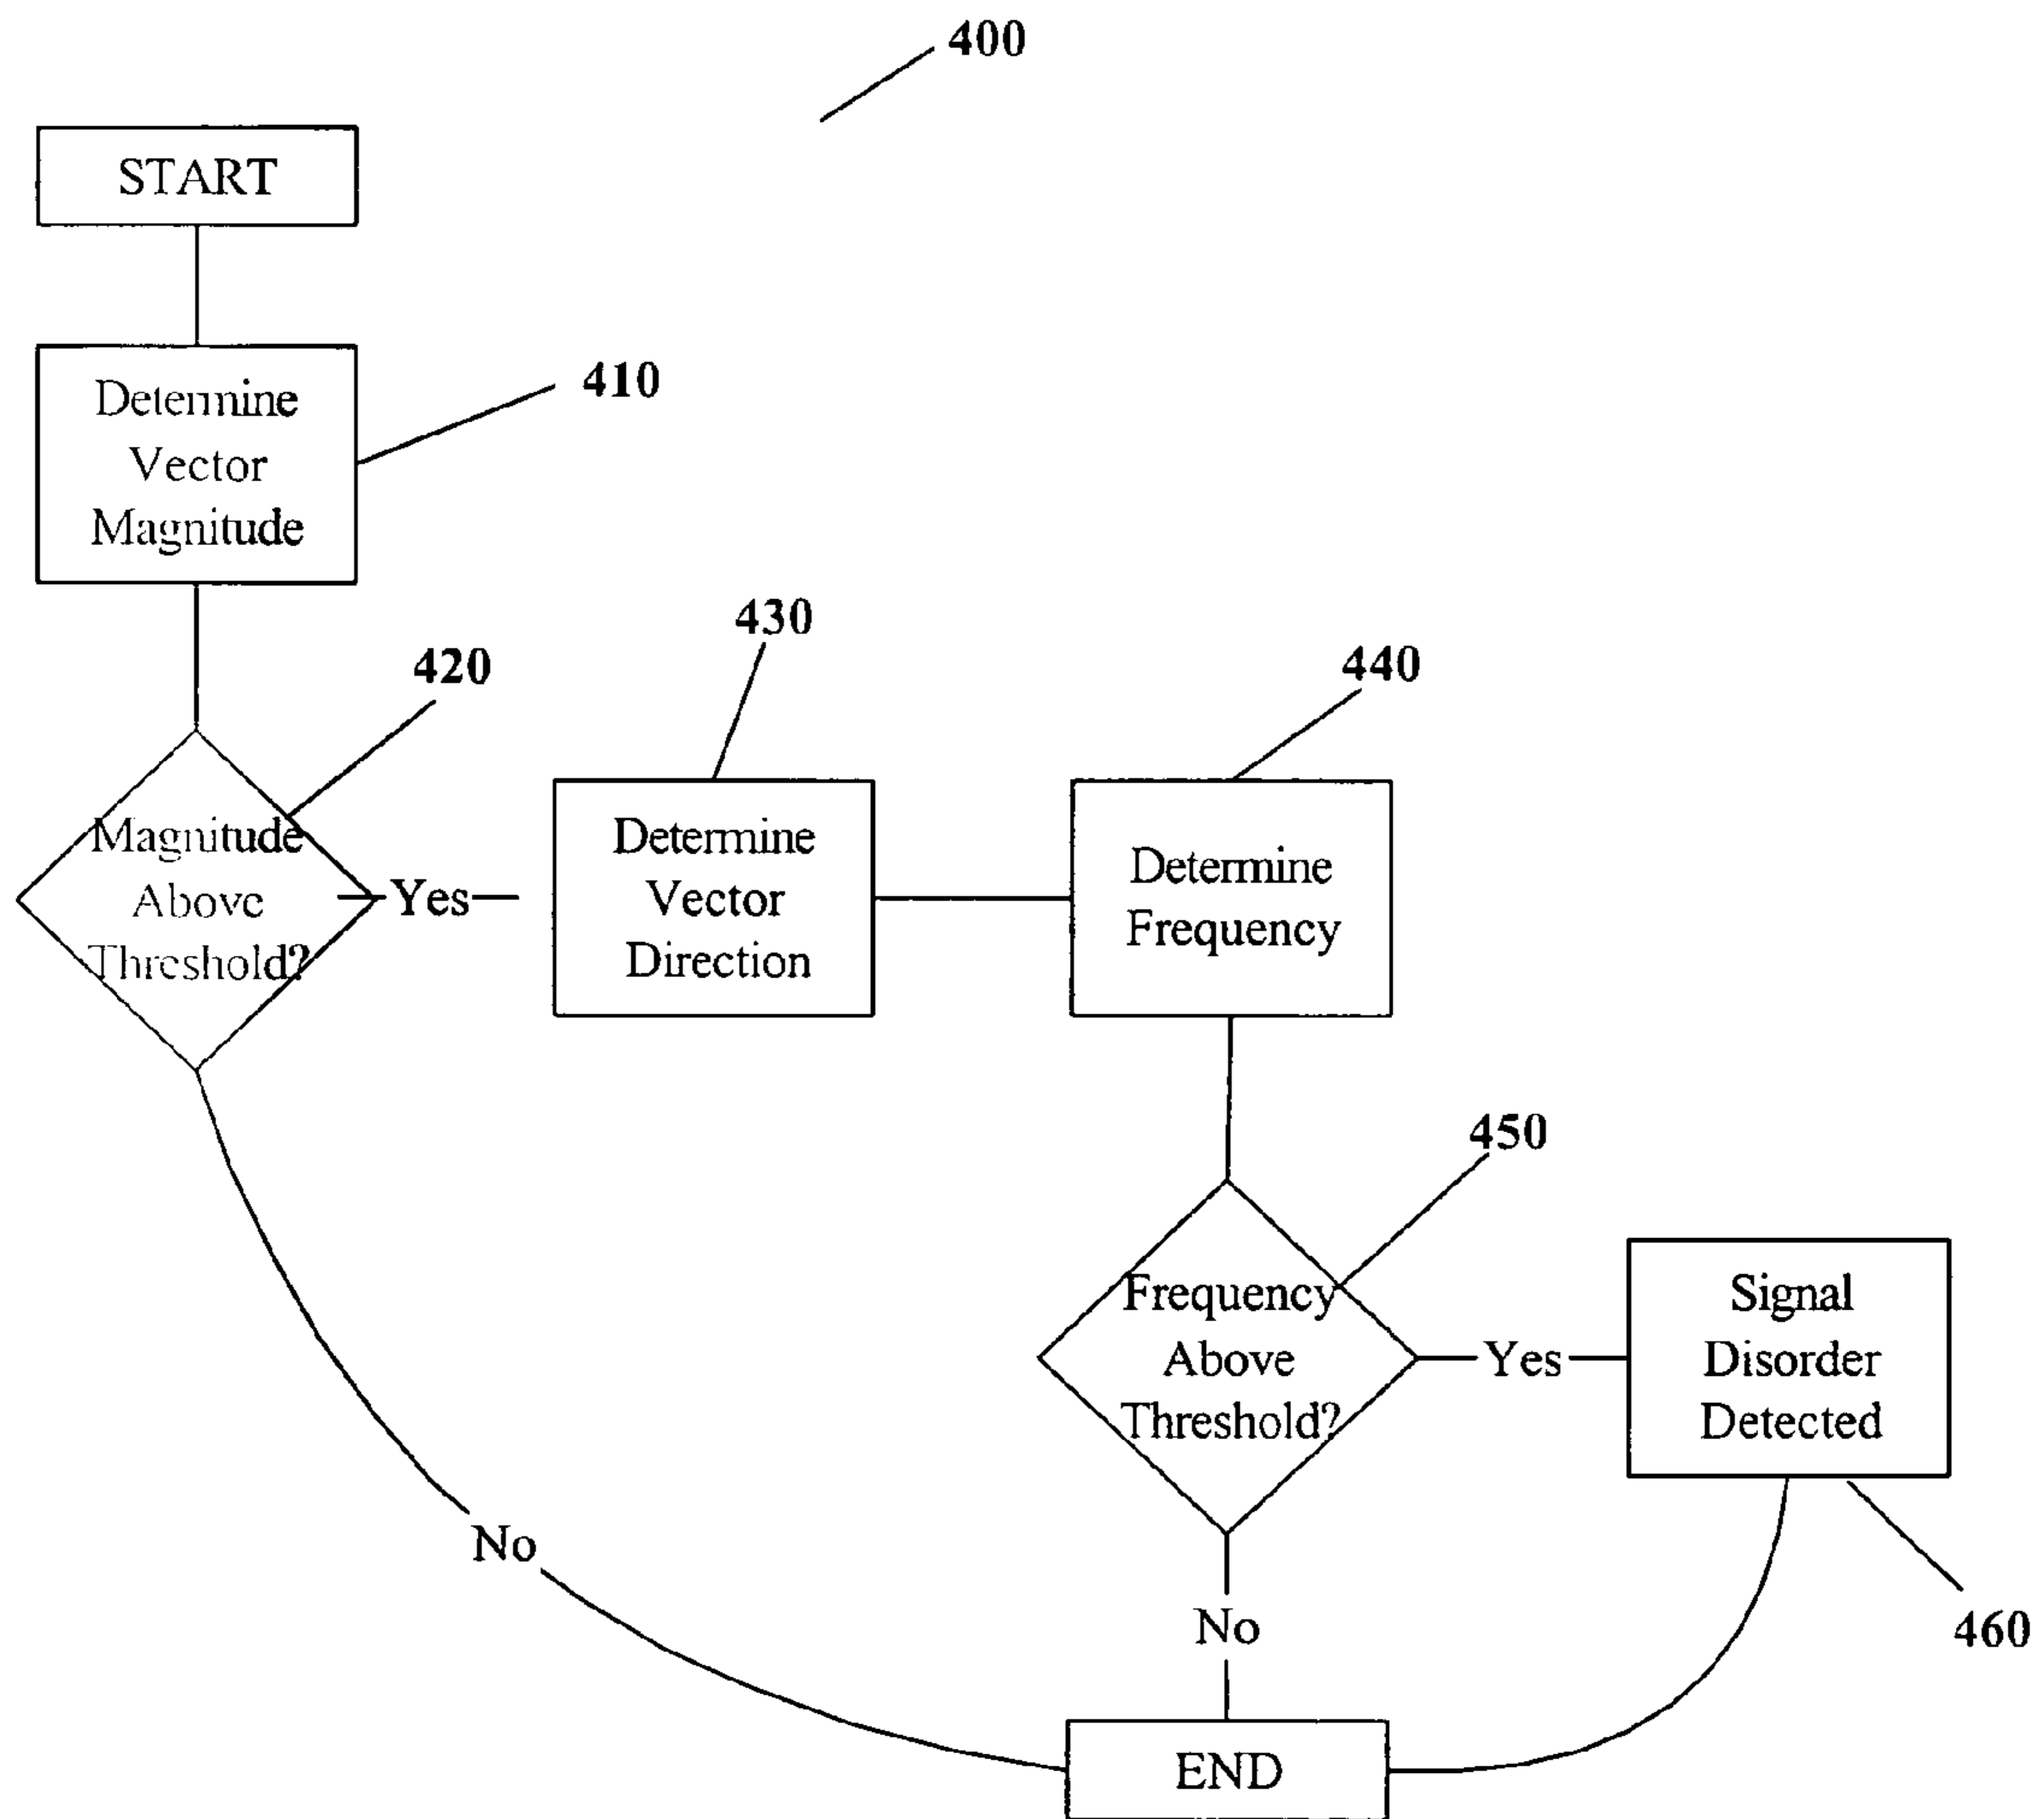 400
START
Determine
Vector
Magnitude
410
420
Magnitude
Above
Threshold?
Yes
430
Determine
Vector
Direction
440
Determine
Frequency
450
Frequency
Above
Threshold?
Yes
Signal
Disorder
Detected
460
No
No
END